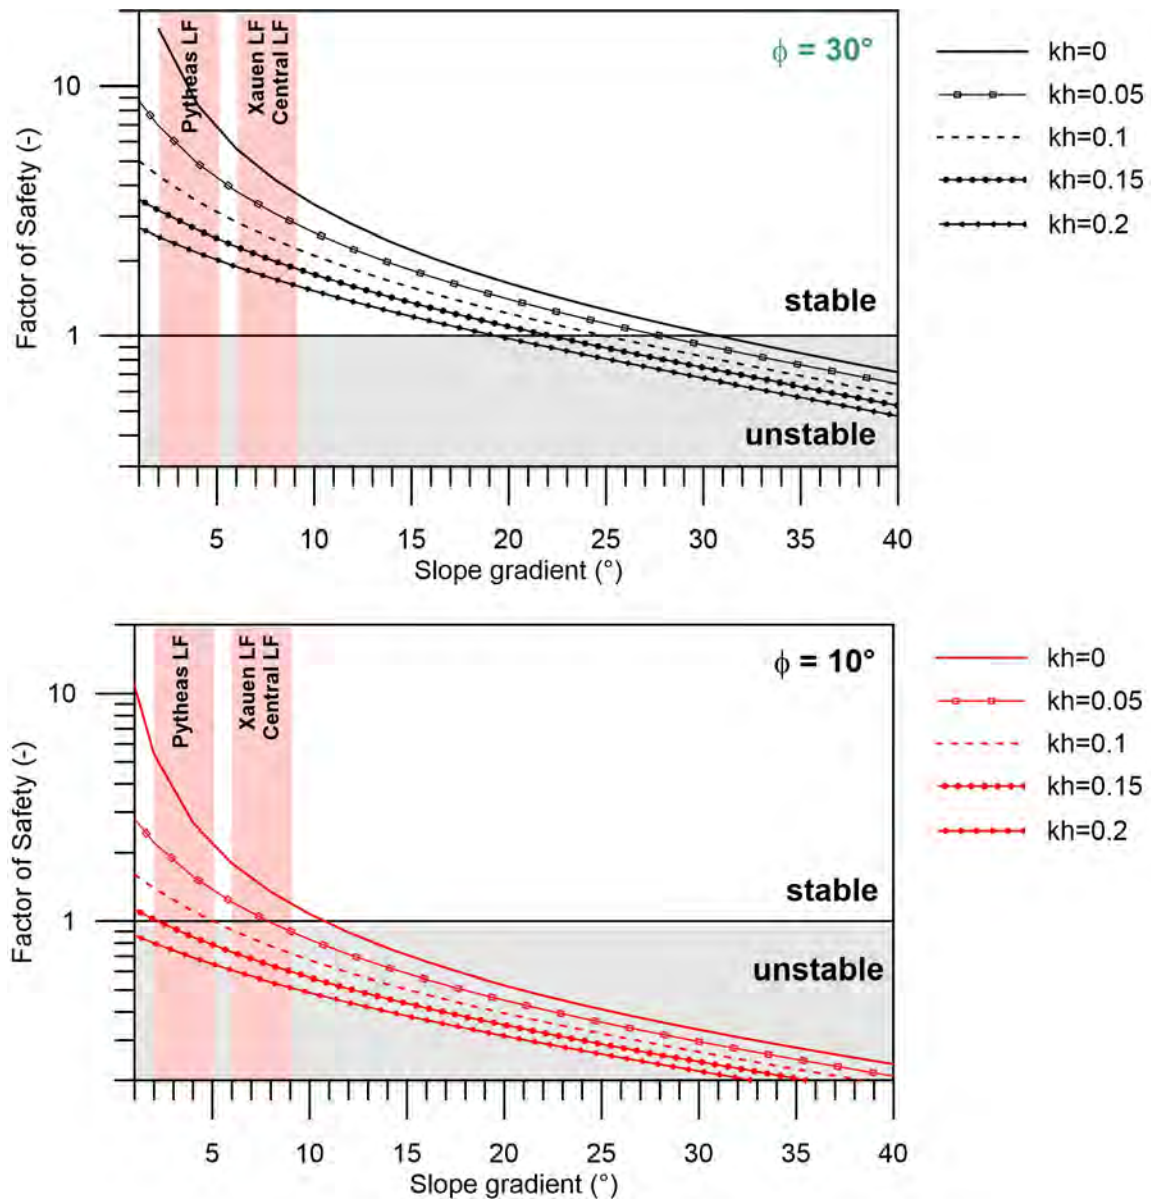 ϕ = 30°
Pytheas LF
Xauen LF
Central LF
10
1
Factor of Safety (-)
stable
unstable
5 10 15 20 25 30 35 40
Slope gradient (°)
kh=0
kh=0.05
kh=0.1
kh=0.15
kh=0.2
ϕ = 10°
Pytheas LF
Xauen LF
Central LF
10
1
Factor of Safety (-)
stable
unstable
5 10 15 20 25 30 35 40
Slope gradient (°)
kh=0
kh=0.05
kh=0.1
kh=0.15
kh=0.2